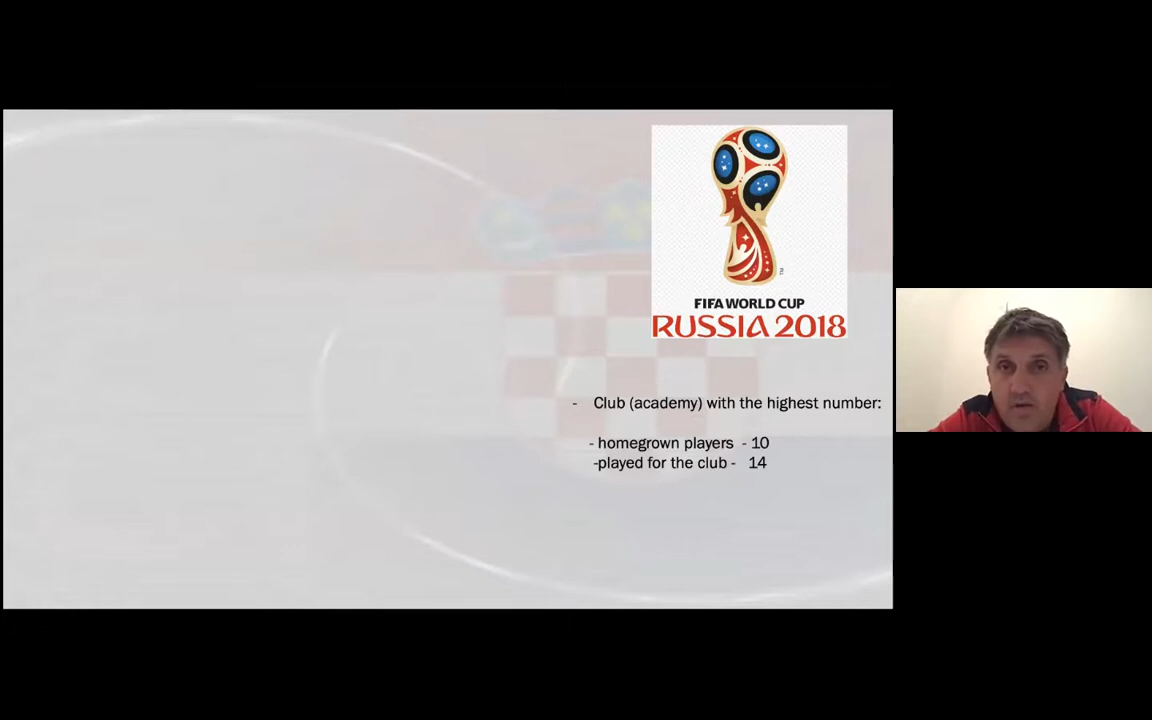 FIFA WORLD CUP
RUSSIA 2018
- Club (academy) with the highest number:
- homegrown players - 10
-played for the club - 14